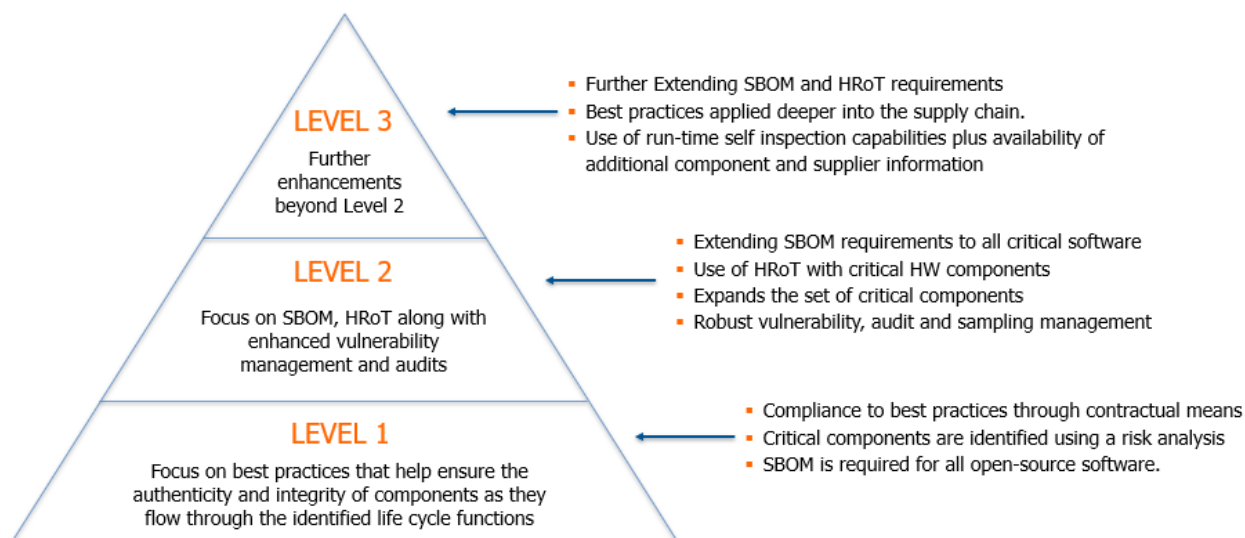 LEVEL 3
Further
enhancements
beyond Level 2
▪ Further Extending SBOM and HRoT requirements
▪ Best practices applied deeper into the supply chain.
▪ Use of run-time self inspection capabilities plus availability of
additional component and supplier information
LEVEL 2
Focus on SBOM, HRoT along with
enhanced vulnerability
management and audits
▪ Extending SBOM requirements to all critical software
▪ Use of HRoT with critical HW components
▪ Expands the set of critical components
▪ Robust vulnerability, audit and sampling management
LEVEL 1
Focus on best practices that help ensure the
authenticity and integrity of components as they
flow through the identified life cycle functions
▪ Compliance to best practices through contractual means
▪ Critical components are identified using a risk analysis
▪ SBOM is required for all open-source software.